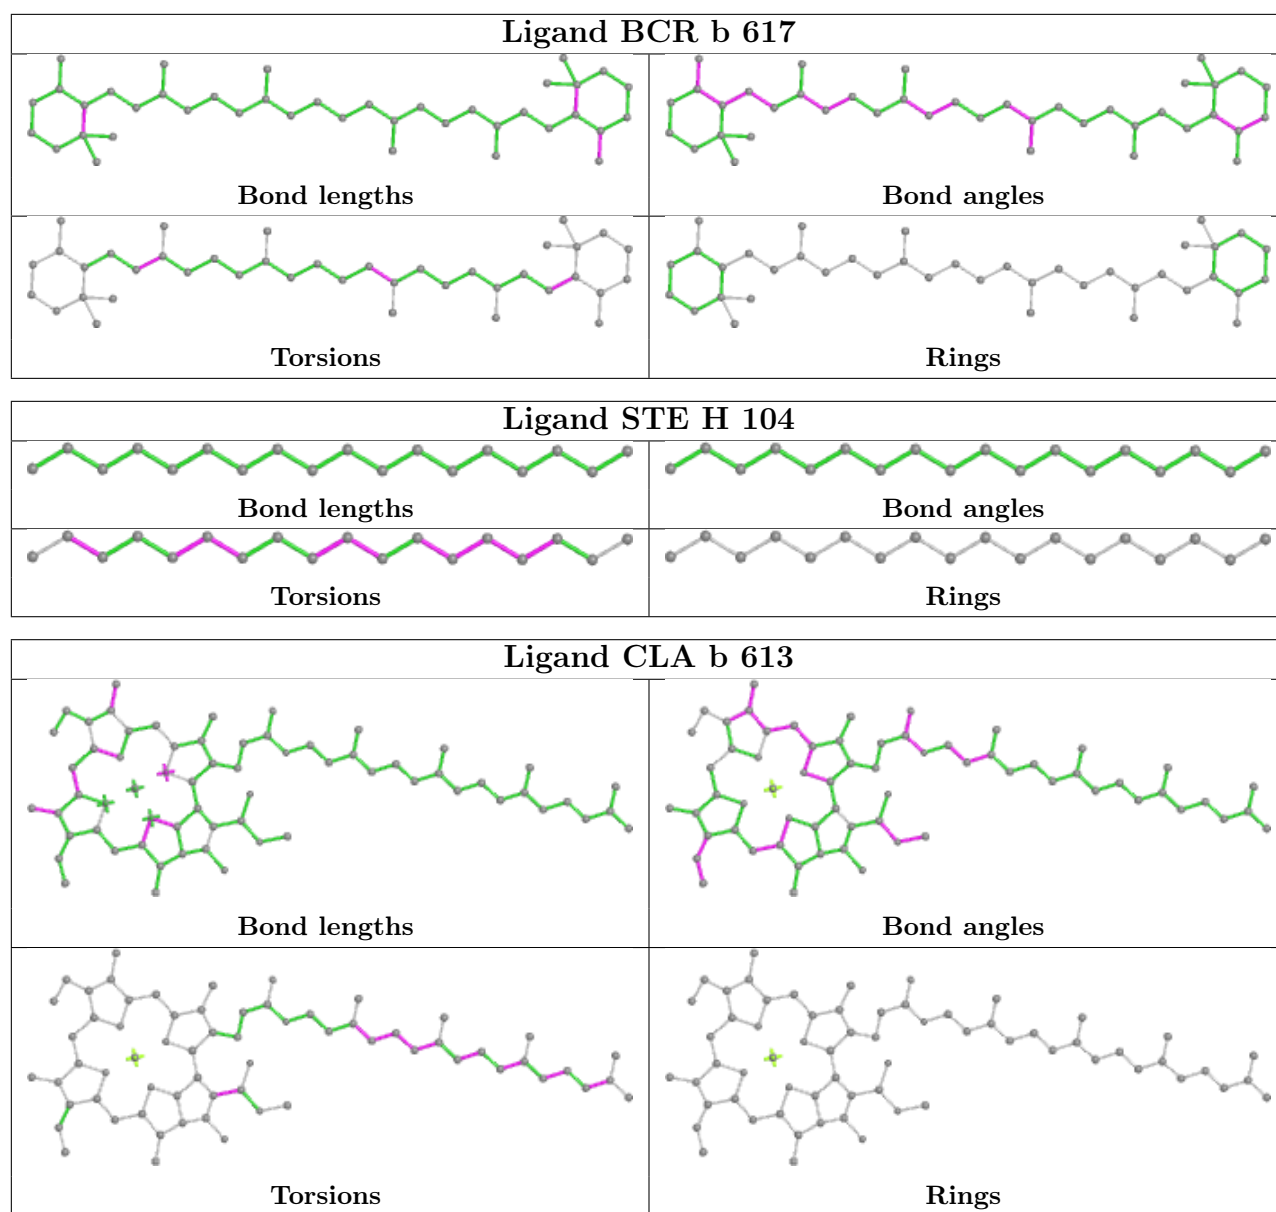 Ligand BCR b 617
Bond lengths
Bond angles
Torsions
Rings
Ligand STE H 104
Bond lengths
Bond angles
Torsions
Rings
Ligand CLA b 613
Bond lengths
Bond angles
Torsions
Rings